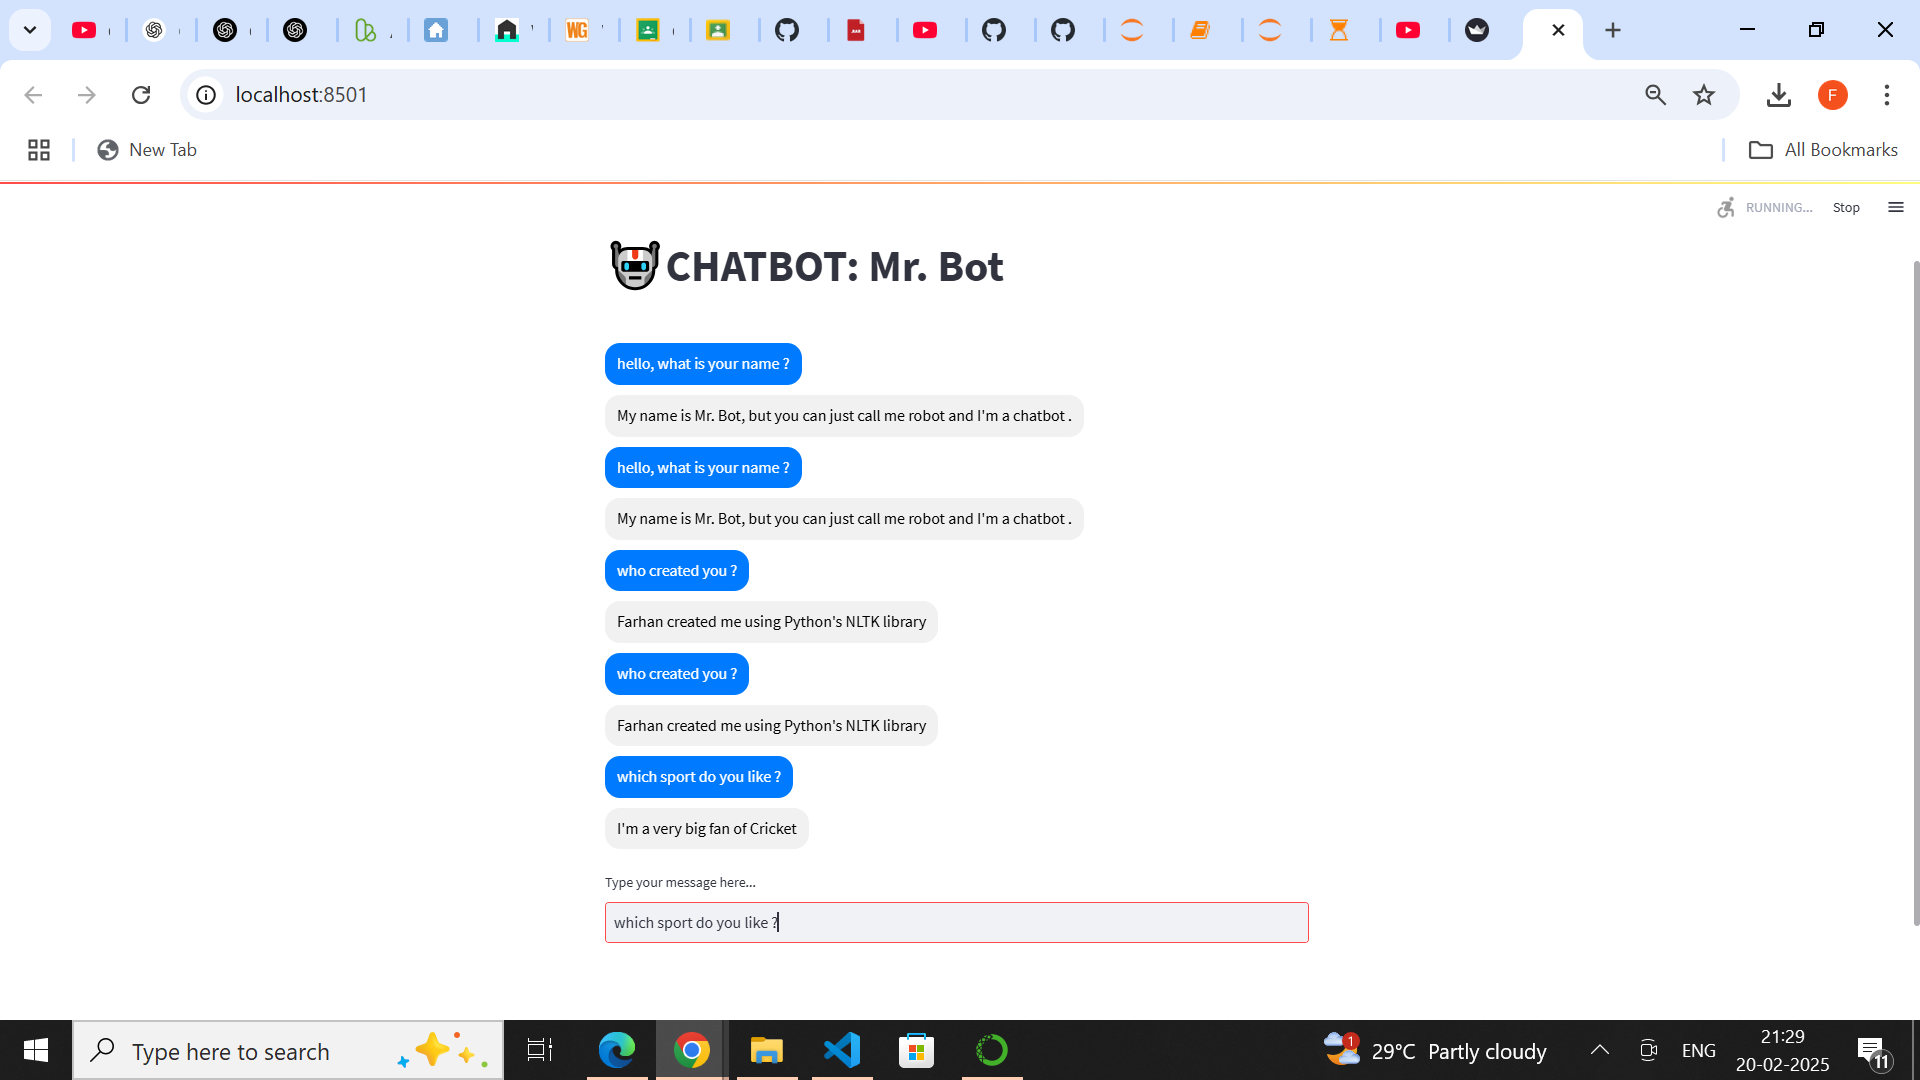 WG
localhost:8501
F
New Tab
All Bookmarks
RUNNING...
Stop
CHATBOT: Mr. Bot
hello, what is your name ?
My name is Mr. Bot, but you can just call me robot and I'm a chatbot .
hello, what is your name ?
My name is Mr. Bot, but you can just call me robot and I'm a chatbot .
who created you ?
Farhan created me using Python's NLTK library
who created you ?
Farhan created me using Python's NLTK library
which sport do you like ?
I'm a very big fan of Cricket
Type your message here...
which sport do you like ?
Type here to search
1
29°C Partly cloudy
ENG
21:29
20-02-2025
11